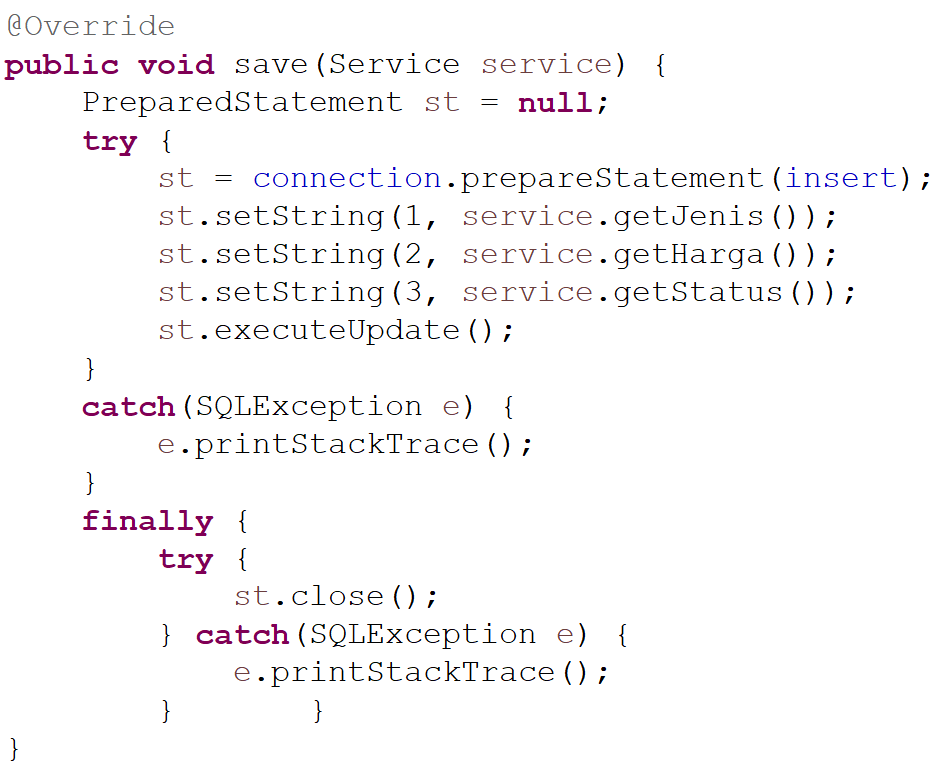 @Override
public void save(Service service) {
    PreparedStatement st = null;
    try {
        st = connection.prepareStatement(insert);
        st.setString(1, service.getJenis());
        st.setString(2, service.getHarga());
        st.setString(3, service.getStatus());
        st.executeUpdate();
    }
    catch(SQLException e) {
        e.printStackTrace();
    }
    finally {
        try {
            st.close();
        } catch(SQLException e) {
            e.printStackTrace();
        }       }
}